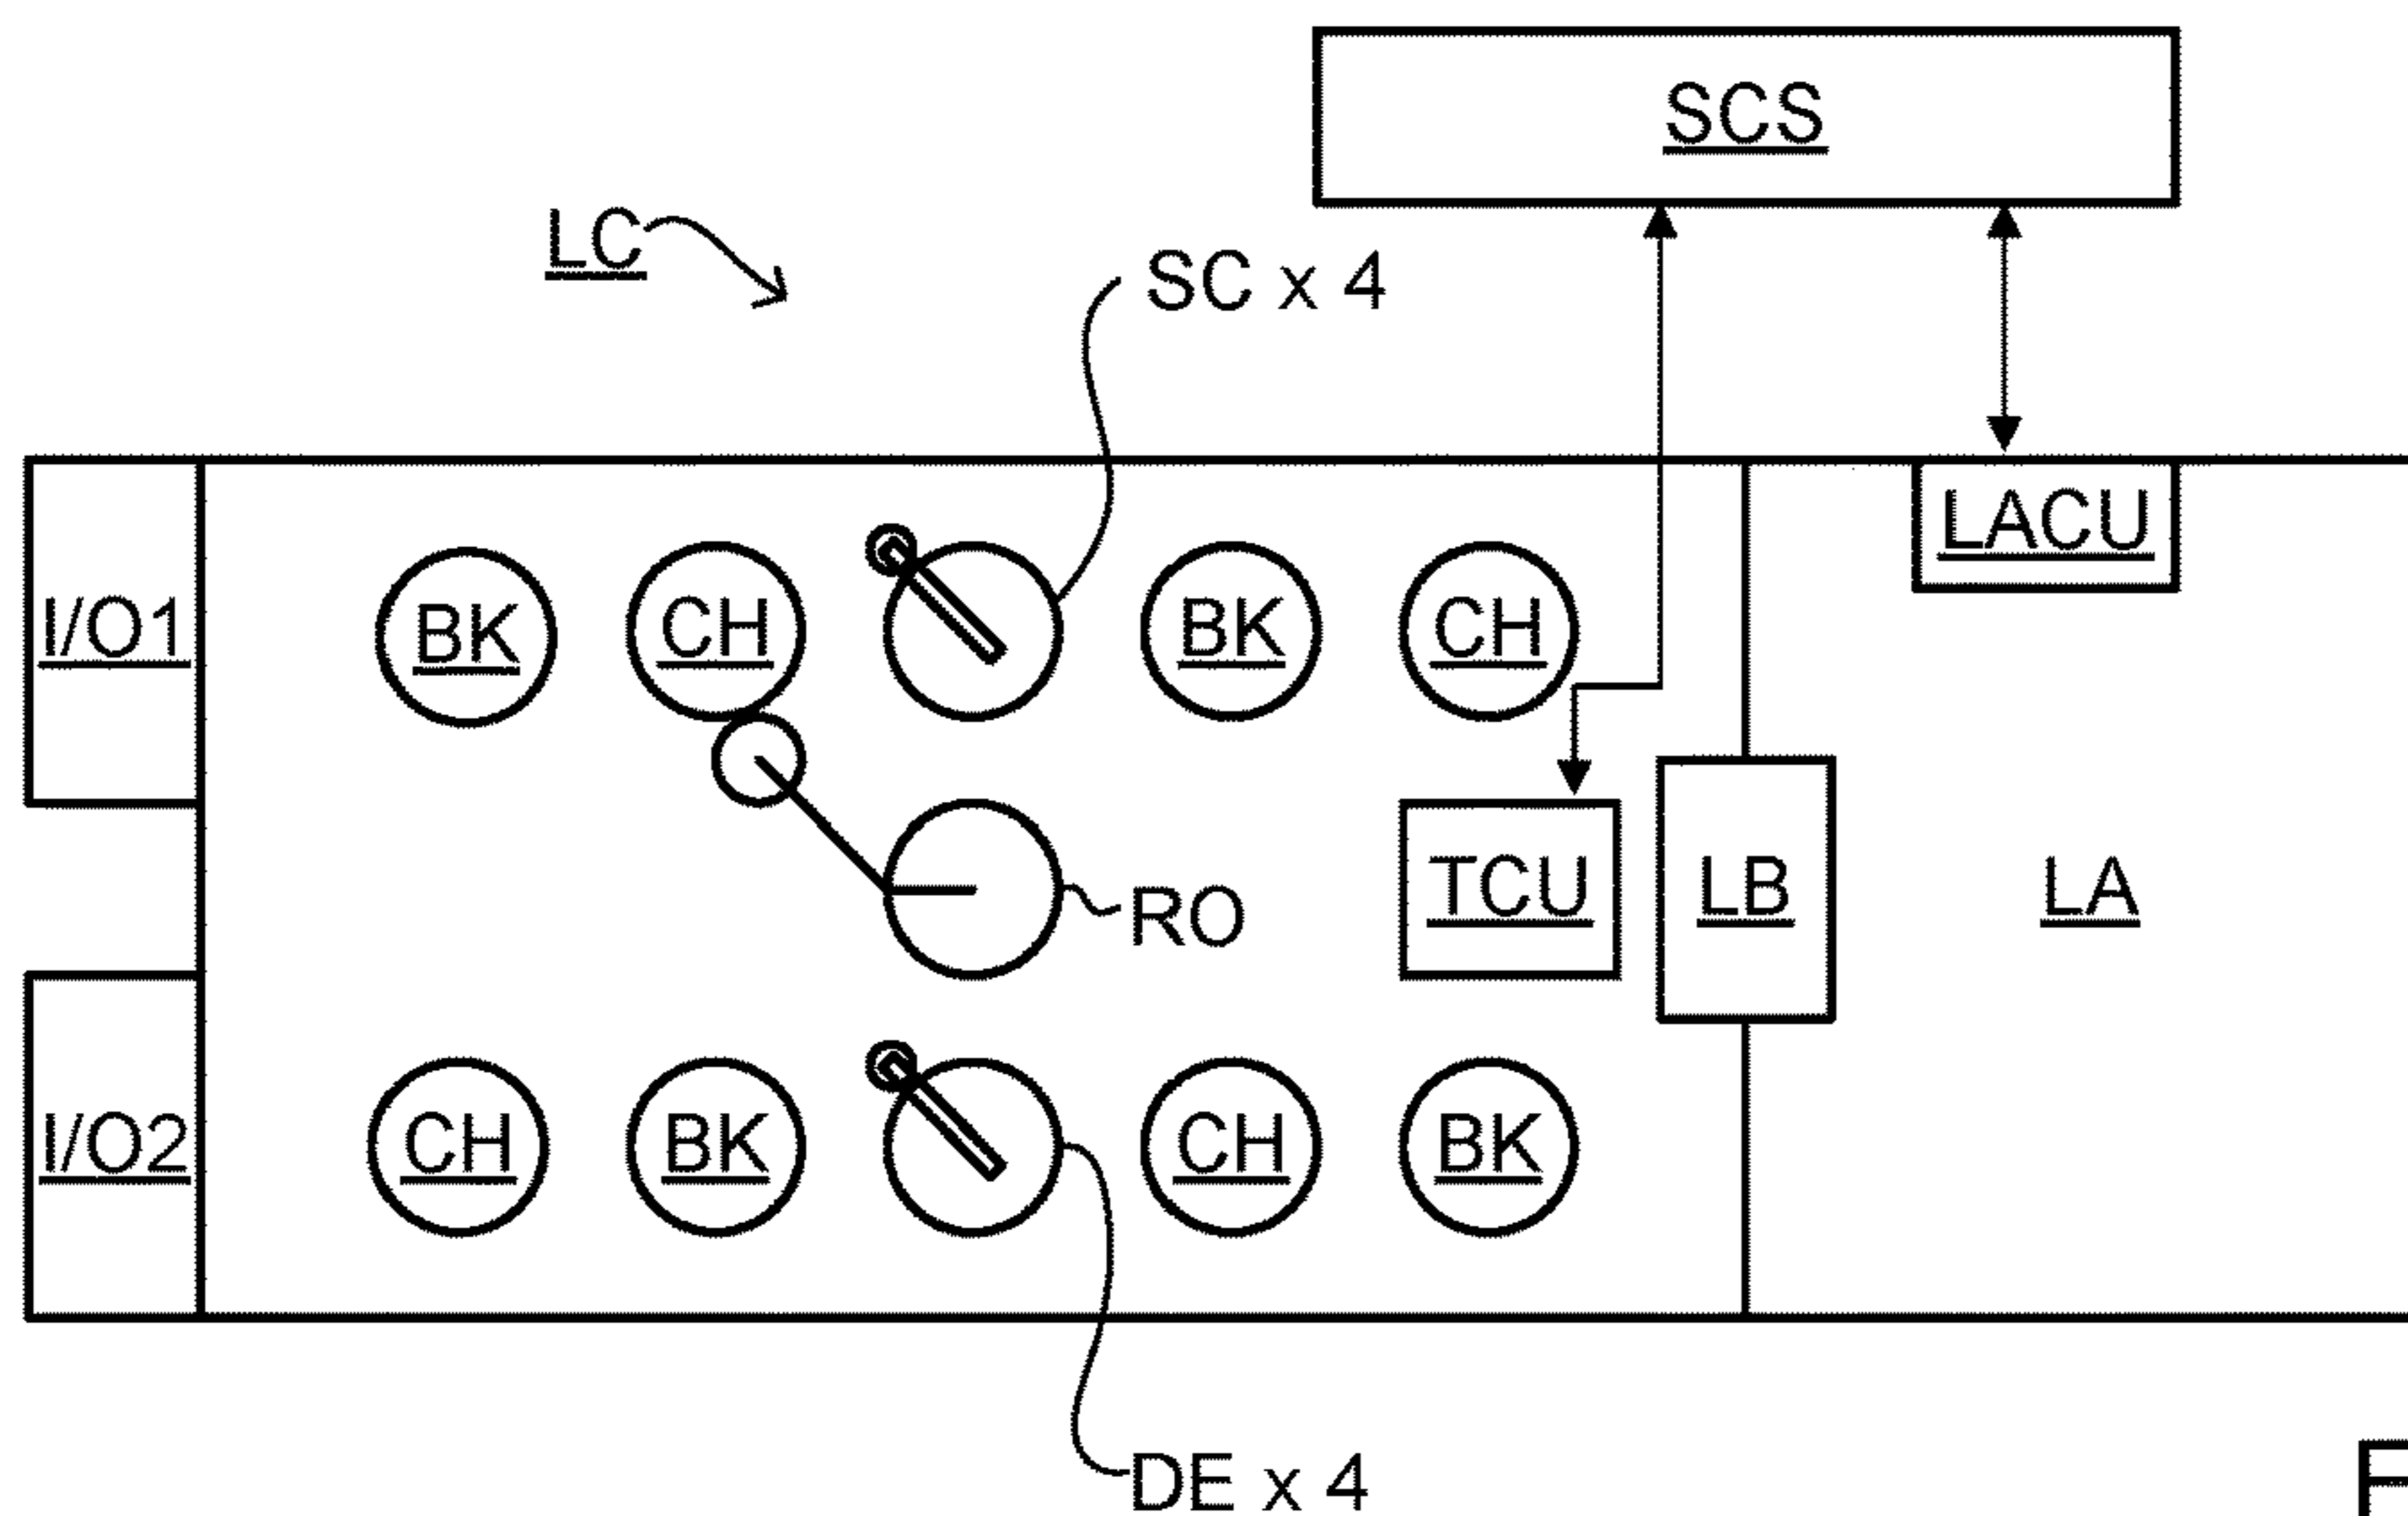 SCS
LC
SC x 4
LACU
I/O1
BK
CH
BK
CH
TCU
LB
LA
RO
I/O2
CH
BK
CH
BK
DE x 4
F